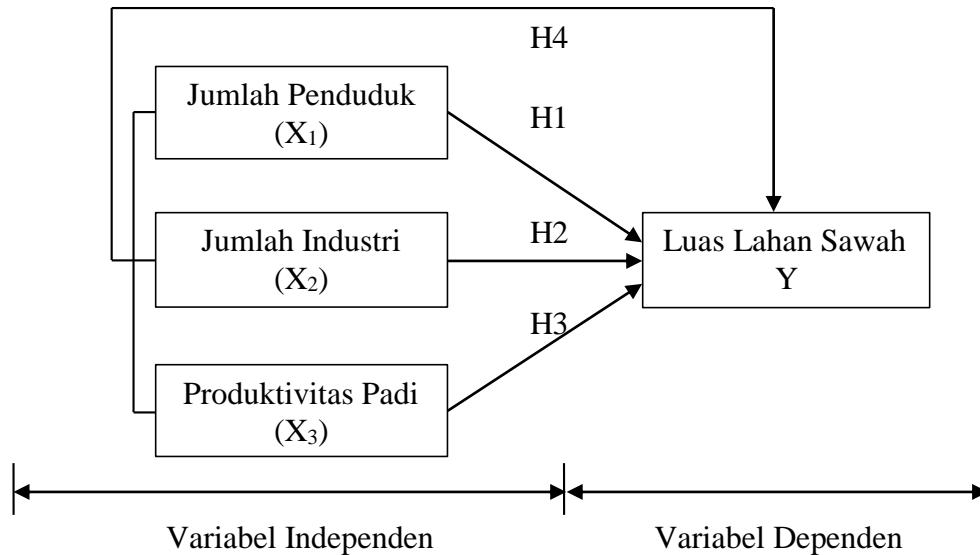 H4
Jumlah Penduduk
(X₁)
H1
Jumlah Industri
(X₂)
H2
Luas Lahan Sawah
Y
H3
Produktivitas Padi
(X₃)
Variabel Independen
Variabel Dependen